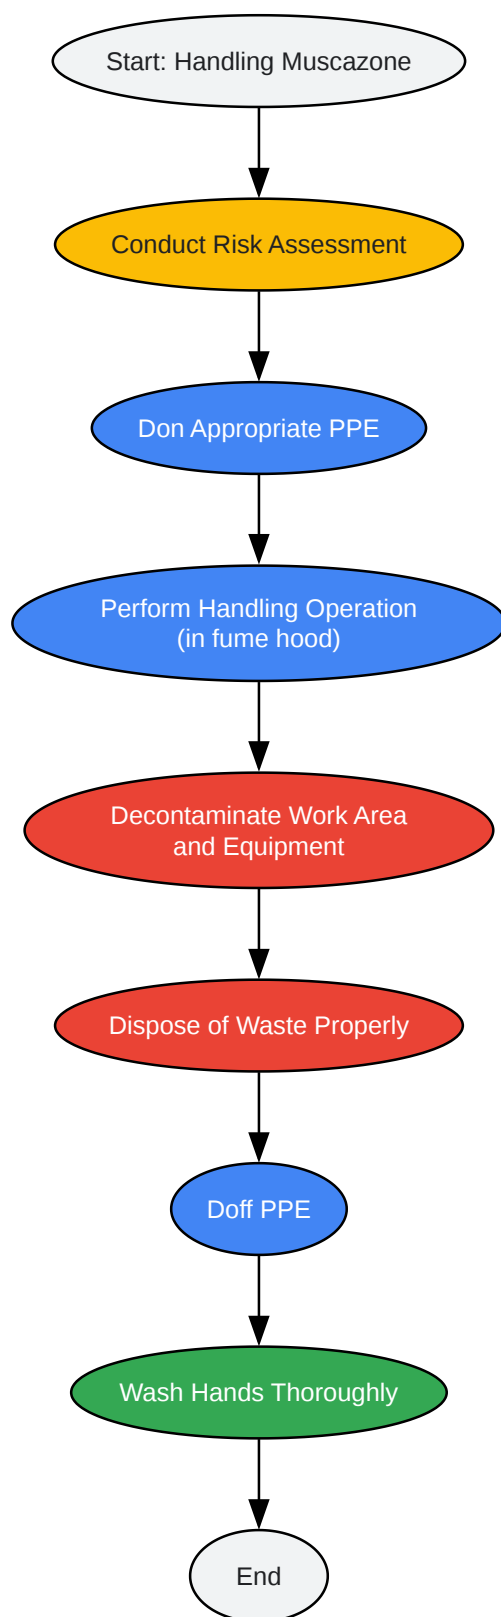 Start: Handling Muscazone
Conduct Risk Assessment
Don Appropriate PPE
Perform Handling Operation
(in fume hood)
Decontaminate Work Area
and Equipment
Dispose of Waste Properly
Doff PPE
Wash Hands Thoroughly
End